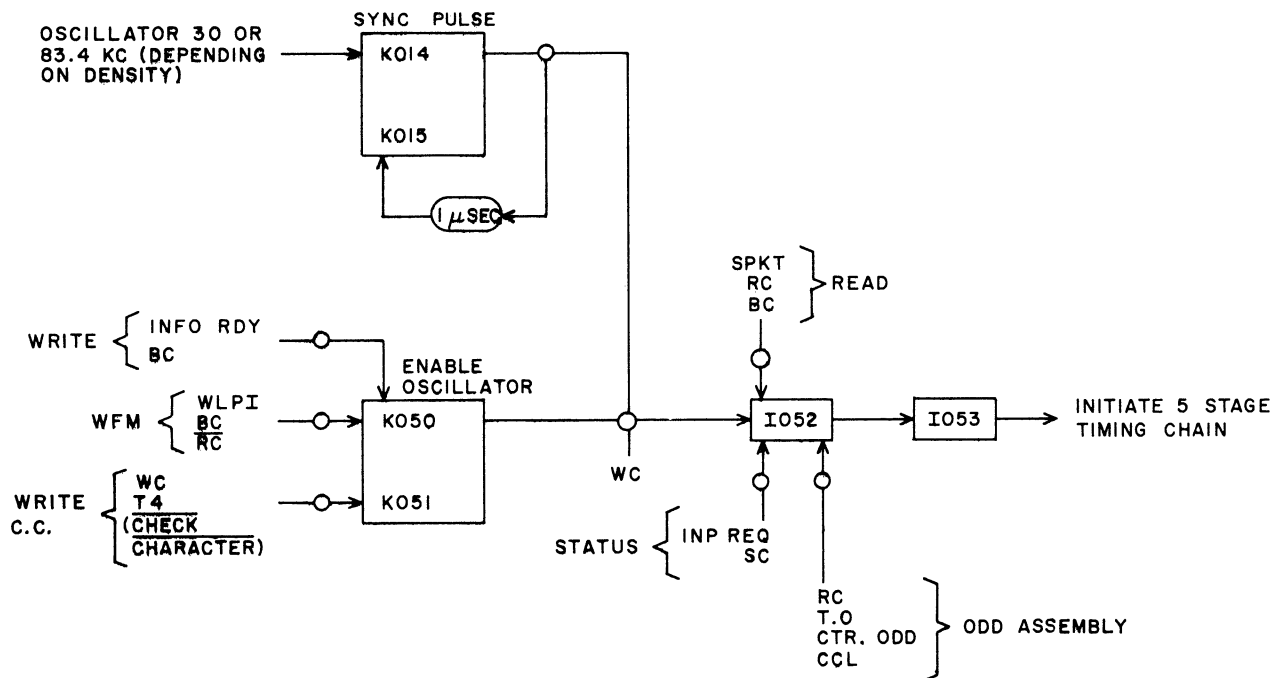 SYNC PULSE
OSCILLATOR 30 OR
83.4 KC (DEPENDING
ON DENSITY)
K014
K015
1 μSEC
SPKT
RC
BC
READ
WRITE
INFO RDY
BC
ENABLE
OSCILLATOR
WFM
WLPI
BC
RC
K050
K051
WC
I052
I053
INITIATE 5 STAGE
TIMING CHAIN
WRITE
C.C.
WC
T4
(CHECK
CHARACTER)
STATUS
INP REQ
SC
RC
T.O
CTR. ODD
CCL
ODD ASSEMBLY